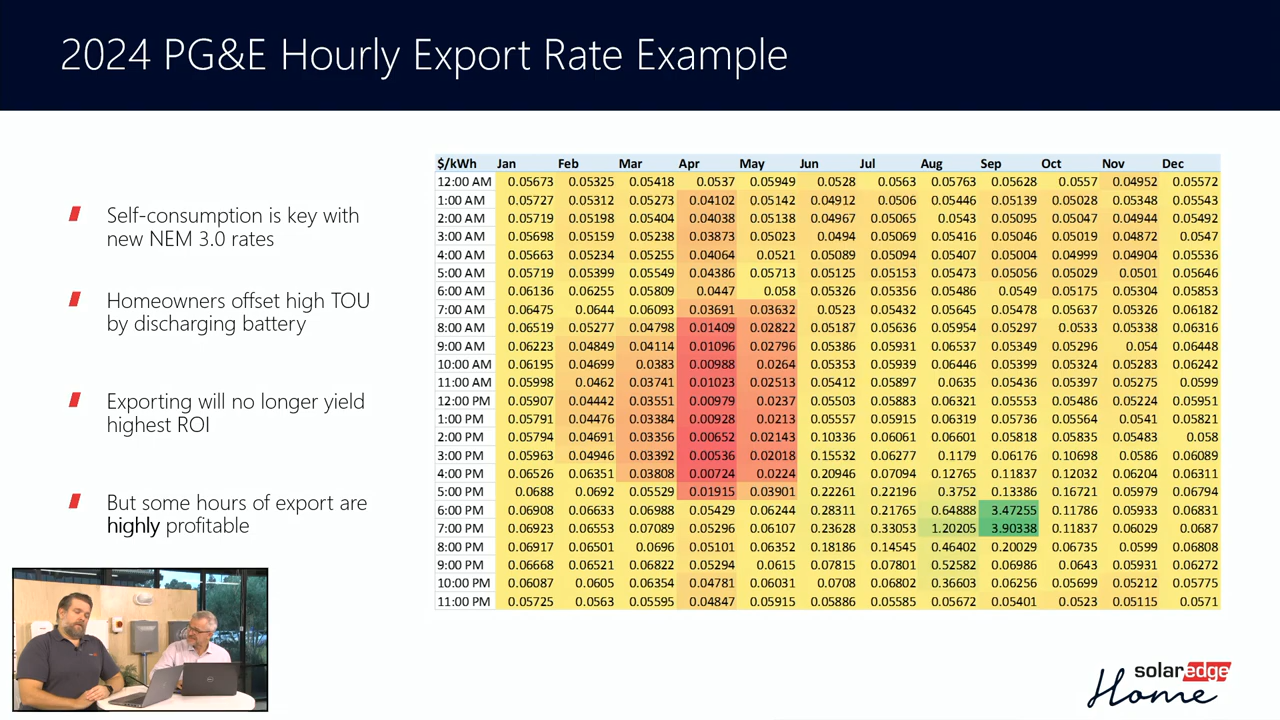 2024 PG&E Hourly Export Rate Example
Self-consumption is key with
new NEM 3.0 rates
Homeowners offset high TOU
by discharging battery
Exporting will no longer yield
highest ROI
But some hours of export are
highly profitable
$/kWh Jan Feb Mar Apr May Jun Jul Aug Sep Oct Nov Dec
12:00 AM 0.05673 0.05325 0.05418 0.0537 0.05949 0.0528 0.0563 0.05763 0.05628 0.0557 0.04952 0.05572
1:00 AM 0.05727 0.05312 0.05273 0.04102 0.05142 0.04912 0.0506 0.05446 0.05139 0.05028 0.05348 0.05543
2:00 AM 0.05719 0.05198 0.05404 0.04038 0.05138 0.04967 0.05065 0.0543 0.05095 0.05047 0.04944 0.05492
3:00 AM 0.05698 0.05159 0.05238 0.03873 0.05023 0.0494 0.05069 0.05416 0.05046 0.05019 0.04872 0.0547
4:00 AM 0.05663 0.05234 0.05255 0.04064 0.0521 0.05089 0.05094 0.05407 0.05004 0.04999 0.04904 0.05536
5:00 AM 0.05719 0.05399 0.05549 0.04386 0.05713 0.05125 0.05153 0.05473 0.05056 0.05029 0.0501 0.05646
6:00 AM 0.06136 0.06255 0.05809 0.0447 0.058 0.05326 0.05356 0.05486 0.0549 0.05175 0.05304 0.05853
7:00 AM 0.06475 0.0644 0.06093 0.03691 0.03632 0.0523 0.05432 0.05645 0.05478 0.05637 0.05326 0.06182
8:00 AM 0.06519 0.05277 0.04798 0.01409 0.02822 0.05187 0.05636 0.05954 0.05297 0.0533 0.05338 0.06316
9:00 AM 0.06223 0.04849 0.04114 0.01096 0.02796 0.05386 0.05931 0.06537 0.05349 0.05296 0.054 0.06448
10:00 AM 0.06195 0.04699 0.0383 0.00988 0.0264 0.05353 0.05939 0.06446 0.05399 0.05324 0.05283 0.06242
11:00 AM 0.05998 0.0462 0.03741 0.01023 0.02513 0.05412 0.05897 0.0635 0.05436 0.05397 0.05275 0.0599
12:00 PM 0.05907 0.04442 0.03551 0.00979 0.0237 0.05503 0.05883 0.06321 0.05553 0.05486 0.05224 0.05951
1:00 PM 0.05791 0.04476 0.03384 0.00928 0.0213 0.05557 0.05915 0.06319 0.05736 0.05564 0.0541 0.05821
2:00 PM 0.05794 0.04691 0.03356 0.00652 0.02143 0.10336 0.06061 0.06601 0.05818 0.05835 0.05483 0.058
3:00 PM 0.05963 0.04946 0.03392 0.00536 0.02018 0.15532 0.06277 0.1179 0.06176 0.10698 0.0586 0.06089
4:00 PM 0.06526 0.06351 0.03808 0.00724 0.0224 0.20946 0.07094 0.12765 0.11837 0.12032 0.06204 0.06311
5:00 PM 0.0688 0.0692 0.05529 0.01915 0.03901 0.22261 0.22196 0.3752 0.13386 0.16721 0.05979 0.06794
6:00 PM 0.06908 0.06633 0.06988 0.05429 0.06244 0.28311 0.21765 0.64888 3.47255 0.11786 0.05933 0.06831
7:00 PM 0.06923 0.06553 0.07089 0.05296 0.06107 0.23628 0.33053 1.20205 3.90338 0.11837 0.06029 0.0687
8:00 PM 0.06917 0.06501 0.0696 0.05101 0.06352 0.18186 0.14545 0.46402 0.20029 0.06735 0.0599 0.06808
9:00 PM 0.06668 0.06521 0.06822 0.05294 0.0615 0.07815 0.07801 0.52582 0.06986 0.0643 0.05931 0.06272
10:00 PM 0.06087 0.0605 0.06354 0.04781 0.06031 0.0708 0.06802 0.36603 0.06256 0.05699 0.05212 0.05775
11:00 PM 0.05725 0.0563 0.05595 0.04847 0.05915 0.05886 0.05585 0.05672 0.05401 0.0523 0.05115 0.0571
solaredge
Home